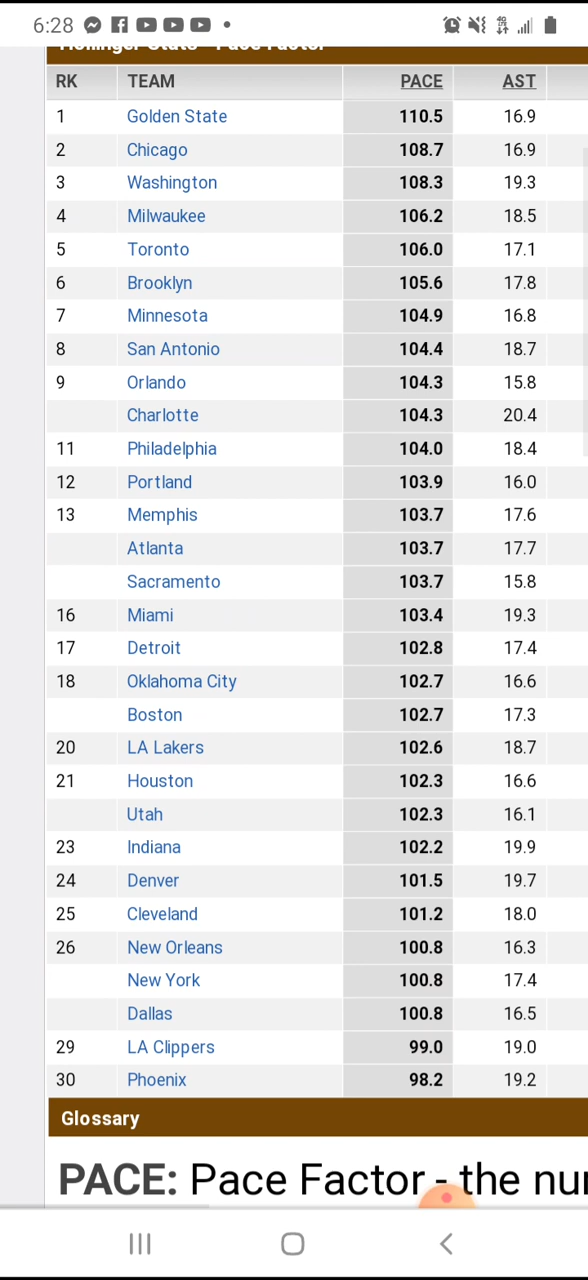 6:28
Hollinger Stats - Pace Factor
RK TEAM PACE AST
1 Golden State 110.5 16.9
2 Chicago 108.7 16.9
3 Washington 108.3 19.3
4 Milwaukee 106.2 18.5
5 Toronto 106.0 17.1
6 Brooklyn 105.6 17.8
7 Minnesota 104.9 16.8
8 San Antonio 104.4 18.7
9 Orlando 104.3 15.8
Charlotte 104.3 20.4
11 Philadelphia 104.0 18.4
12 Portland 103.9 16.0
13 Memphis 103.7 17.6
Atlanta 103.7 17.7
Sacramento 103.7 15.8
16 Miami 103.4 19.3
17 Detroit 102.8 17.4
18 Oklahoma City 102.7 16.6
Boston 102.7 17.3
20 LA Lakers 102.6 18.7
21 Houston 102.3 16.6
Utah 102.3 16.1
23 Indiana 102.2 19.9
24 Denver 101.5 19.7
25 Cleveland 101.2 18.0
26 New Orleans 100.8 16.3
New York 100.8 17.4
Dallas 100.8 16.5
29 LA Clippers 99.0 19.0
30 Phoenix 98.2 19.2
Glossary
PACE: Pace Factor - the nu